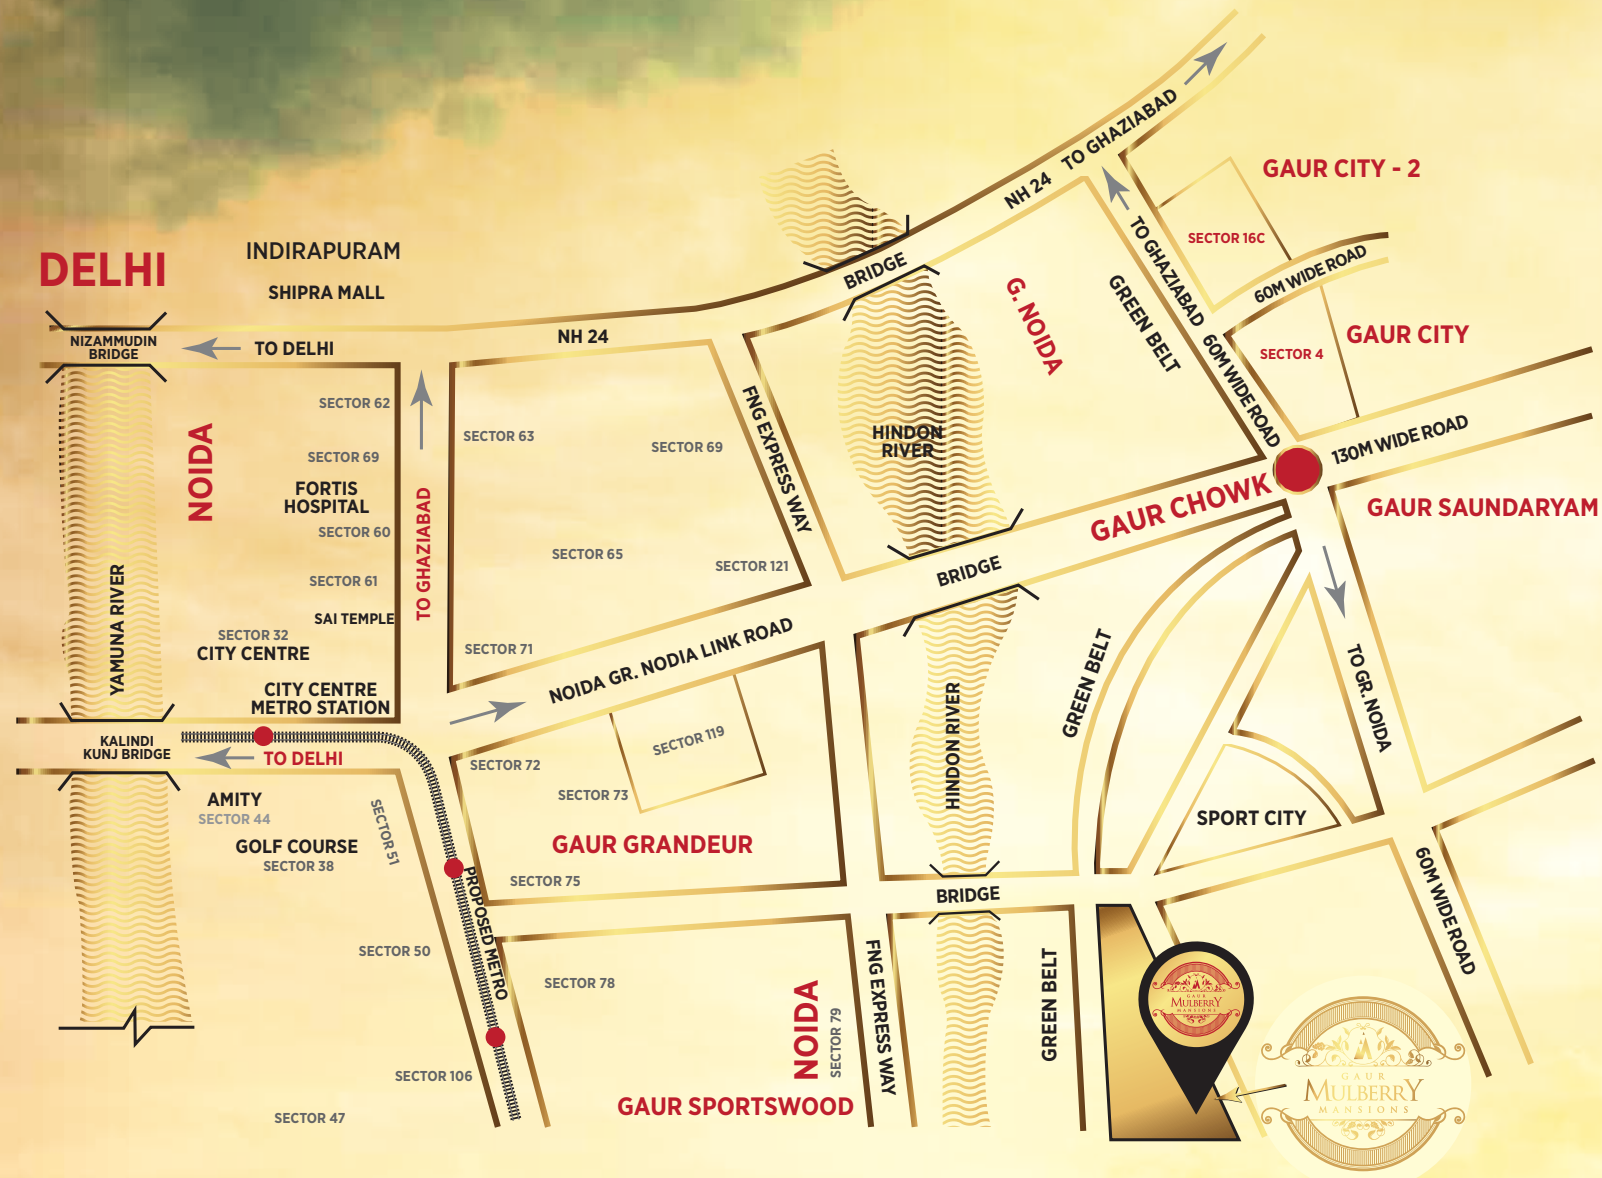 TO GHAZIABAD
NH 24
GAUR CITY - 2
SECTOR 16C
60M WIDE ROAD
TO GHAZIABAD
60M WIDE ROAD
GREEN BELT
G. NOIDA
GAUR CITY
SECTOR 4
DELHI
INDIRAPURAM
SHIPRA MALL
BRIDGE
NIZAMMUDIN
BRIDGE
TO DELHI
NH 24
SECTOR 62
SECTOR 69
FORTIS
HOSPITAL
SECTOR 60
SECTOR 61
SAI TEMPLE
SECTOR 32
CITY CENTRE
CITY CENTRE
METRO STATION
NOIDA
YAMUNA RIVER
TO GHAZIABAD
SECTOR 63
SECTOR 69
SECTOR 65
SECTOR 121
SECTOR 71
FNG EXPRESS WAY
HINDON
RIVER
130M WIDE ROAD
GAUR CHOWK
GAUR SAUNDARYAM
BRIDGE
NOIDA GR. NODIA LINK ROAD
KALINDI
KUNJ BRIDGE
TO DELHI
AMITY
SECTOR 44
GOLF COURSE
SECTOR 38
SECTOR 51
SECTOR 72
SECTOR 73
SECTOR 119
GAUR GRANDEUR
SECTOR 75
HINDON RIVER
GREEN BELT
TO GR. NOIDA
SPORT CITY
60M WIDE ROAD
BRIDGE
PROPOSED METRO
SECTOR 50
SECTOR 78
SECTOR 106
SECTOR 47
NOIDA
SECTOR 79
FNG EXPRESS WAY
GREEN BELT
GAUR SPORTSWOOD
GAUR
MULBERRY
MANSIONS
GAUR
MULBERRY
MANSIONS